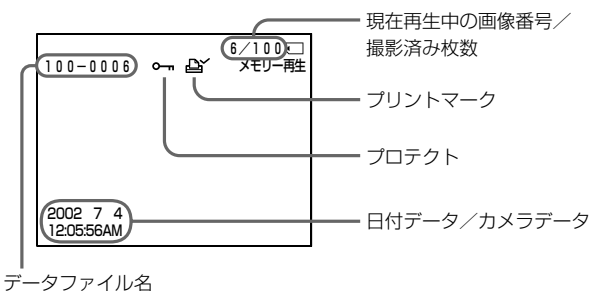 現在再生中の画像番号／
撮影済み枚数
6／100
100−0006
メモリー再生
プリントマーク
プロテクト
2002 7 4
12:05:56AM
日付データ／カメラデータ
データファイル名